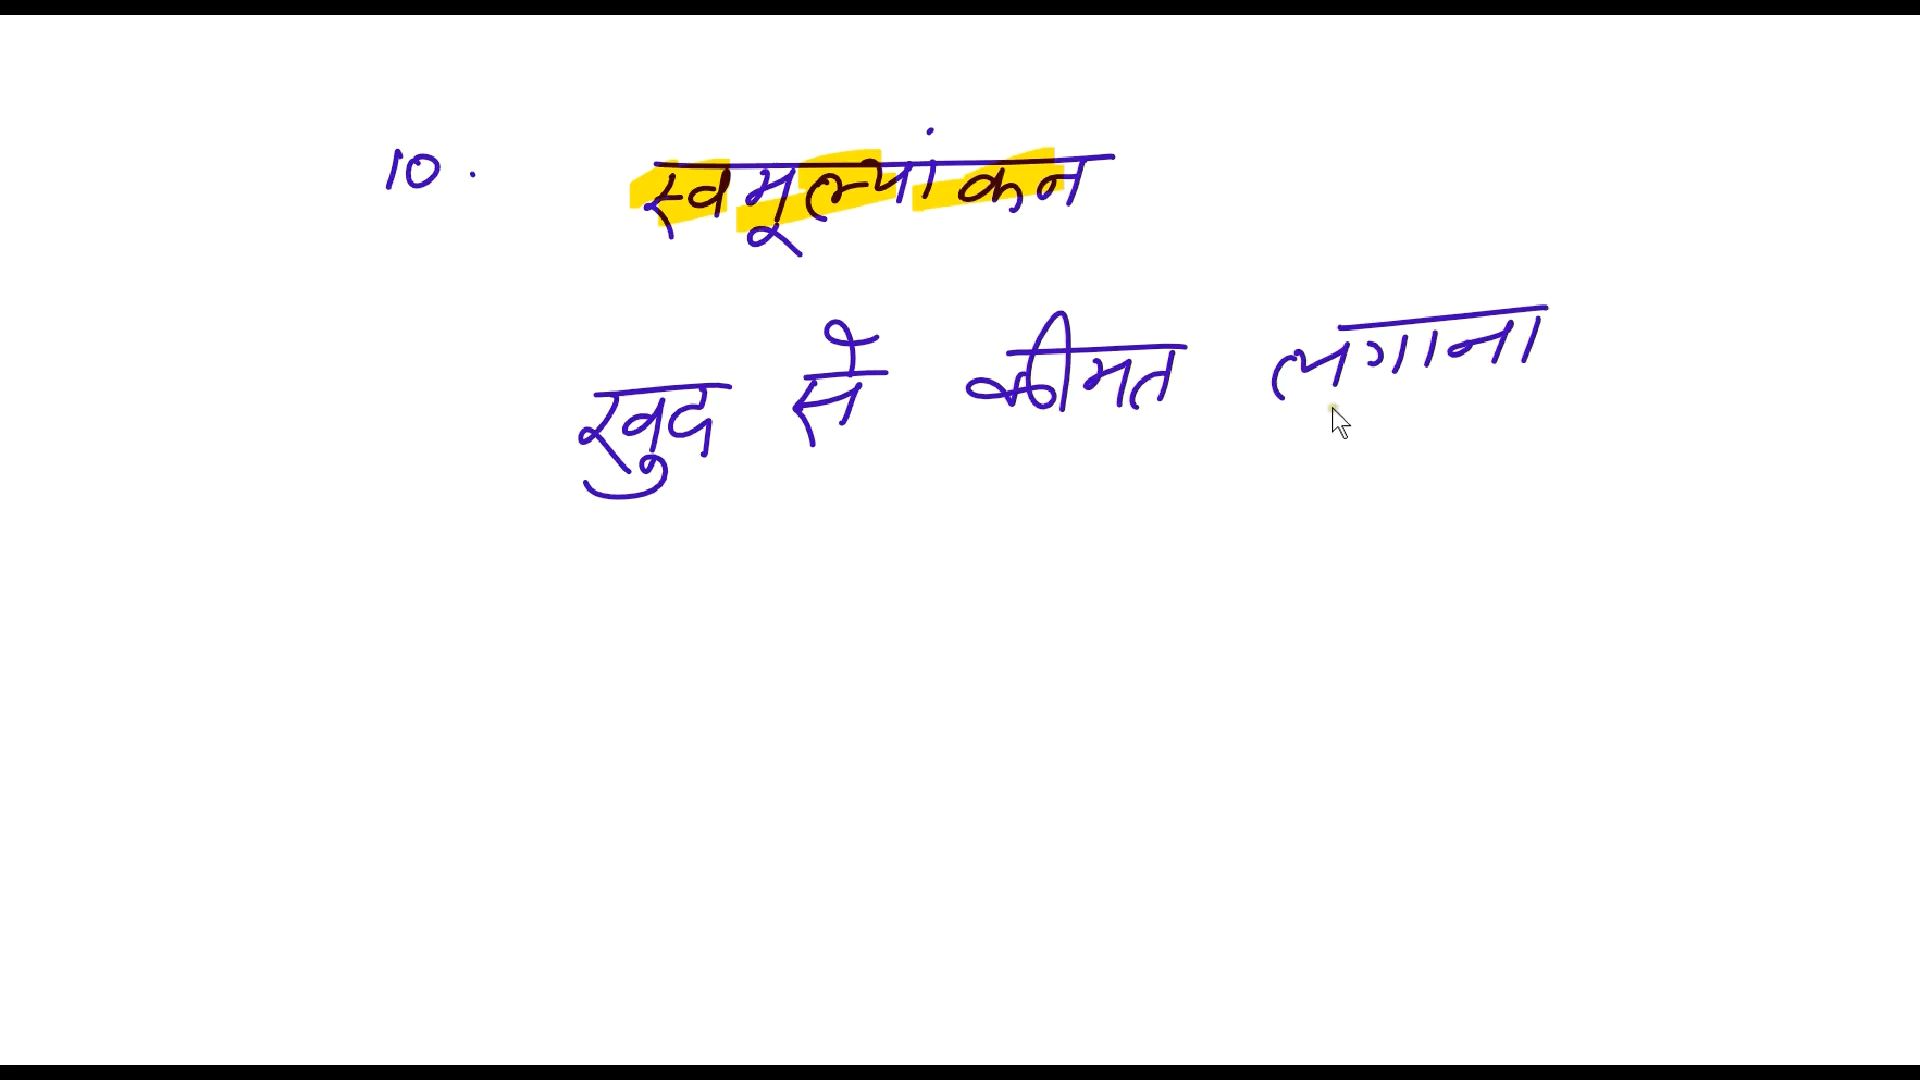 10. स्वमूल्यांकन
खुद से कीमत लगाना